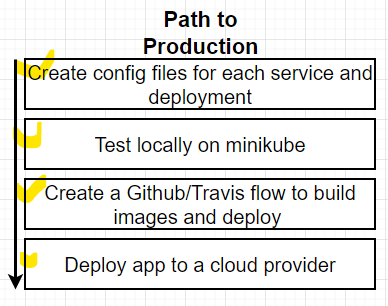 Path to
Production
Create config files for each service and
deployment
Test locally on minikube
Create a Github/Travis flow to build
images and deploy
Deploy app to a cloud provider